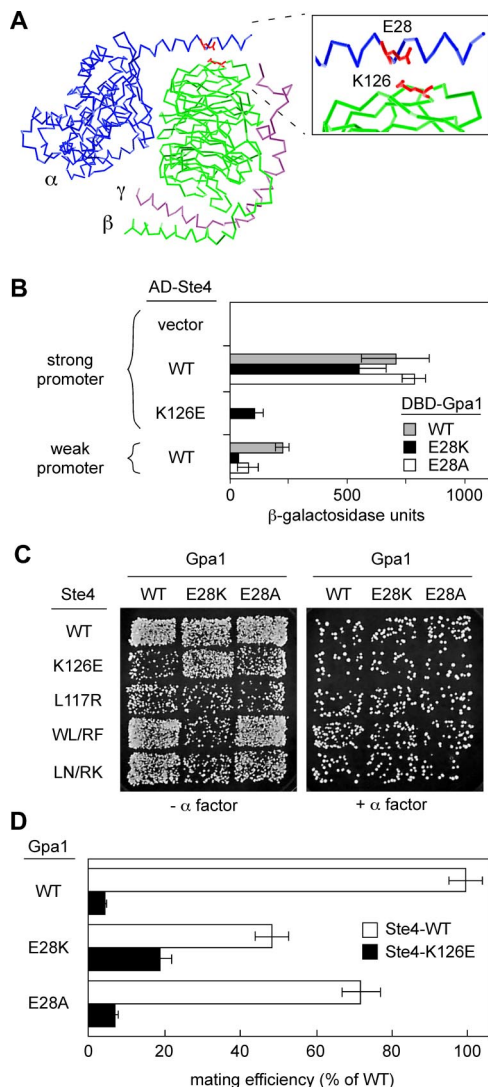 A
E28
K126
α
γ
β
B
AD-Ste4
vector
strong
promoter
WT
K126E
weak
promoter
WT
DBD-Gpa1
WT
E28K
E28A
0 500 1000
β-galactosidase units
C
Gpa1 Gpa1
Ste4 WT E28K E28A WT E28K E28A
WT
K126E
L117R
WL/RF
LN/RK
- α factor + α factor
D
Gpa1
WT
E28K
E28A
Ste4-WT
Ste4-K126E
0 20 40 60 80 100
mating efficiency (% of WT)